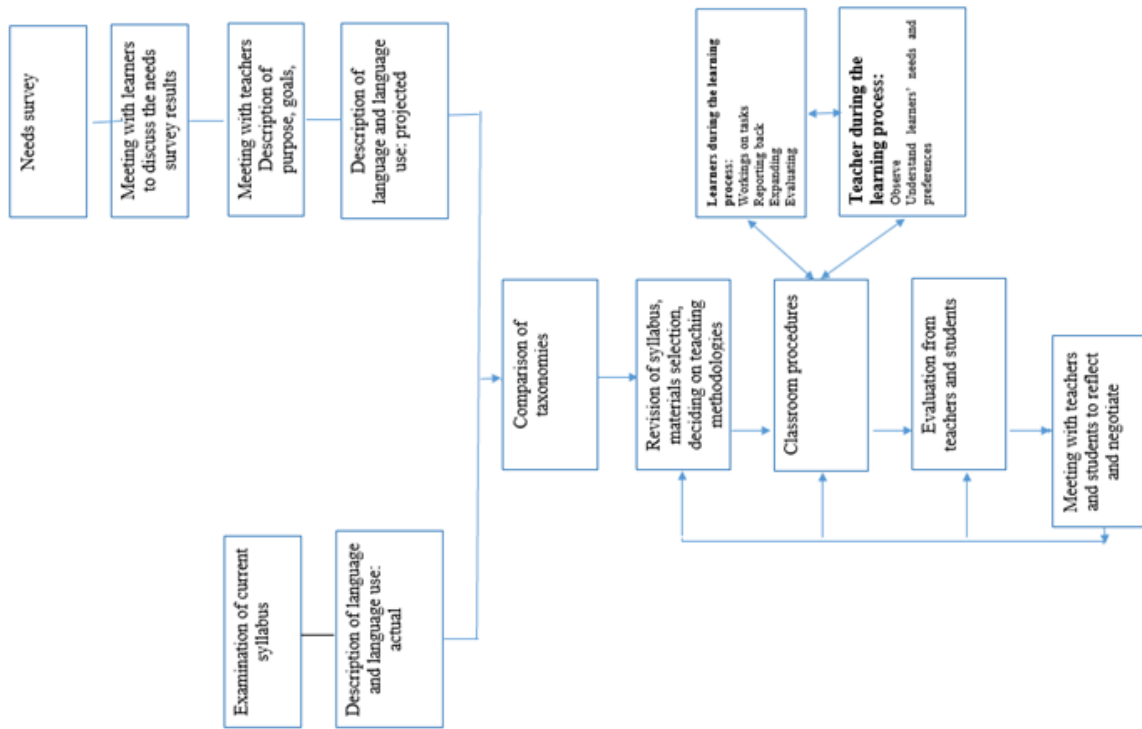 Needs survey
Meeting with learners
to discuss the needs
survey results
Meeting with teachers
Description of
purpose, goals,
Description of
language and language
use: projected
Examination of current
syllabus
Description of language
and language use:
actual
Comparison of
taxonomies
Revision of syllabus,
materials selection,
deciding on teaching
methodologies
Classroom procedures
Learners during the learning
process:
Workings on tasks
Reporting back
Expanding
Evaluating
Teacher during the
learning process:
Observe
Understand learners' needs and
preferences
Evaluation from
teachers and students
Meeting with teachers
and students to reflect
and negotiate